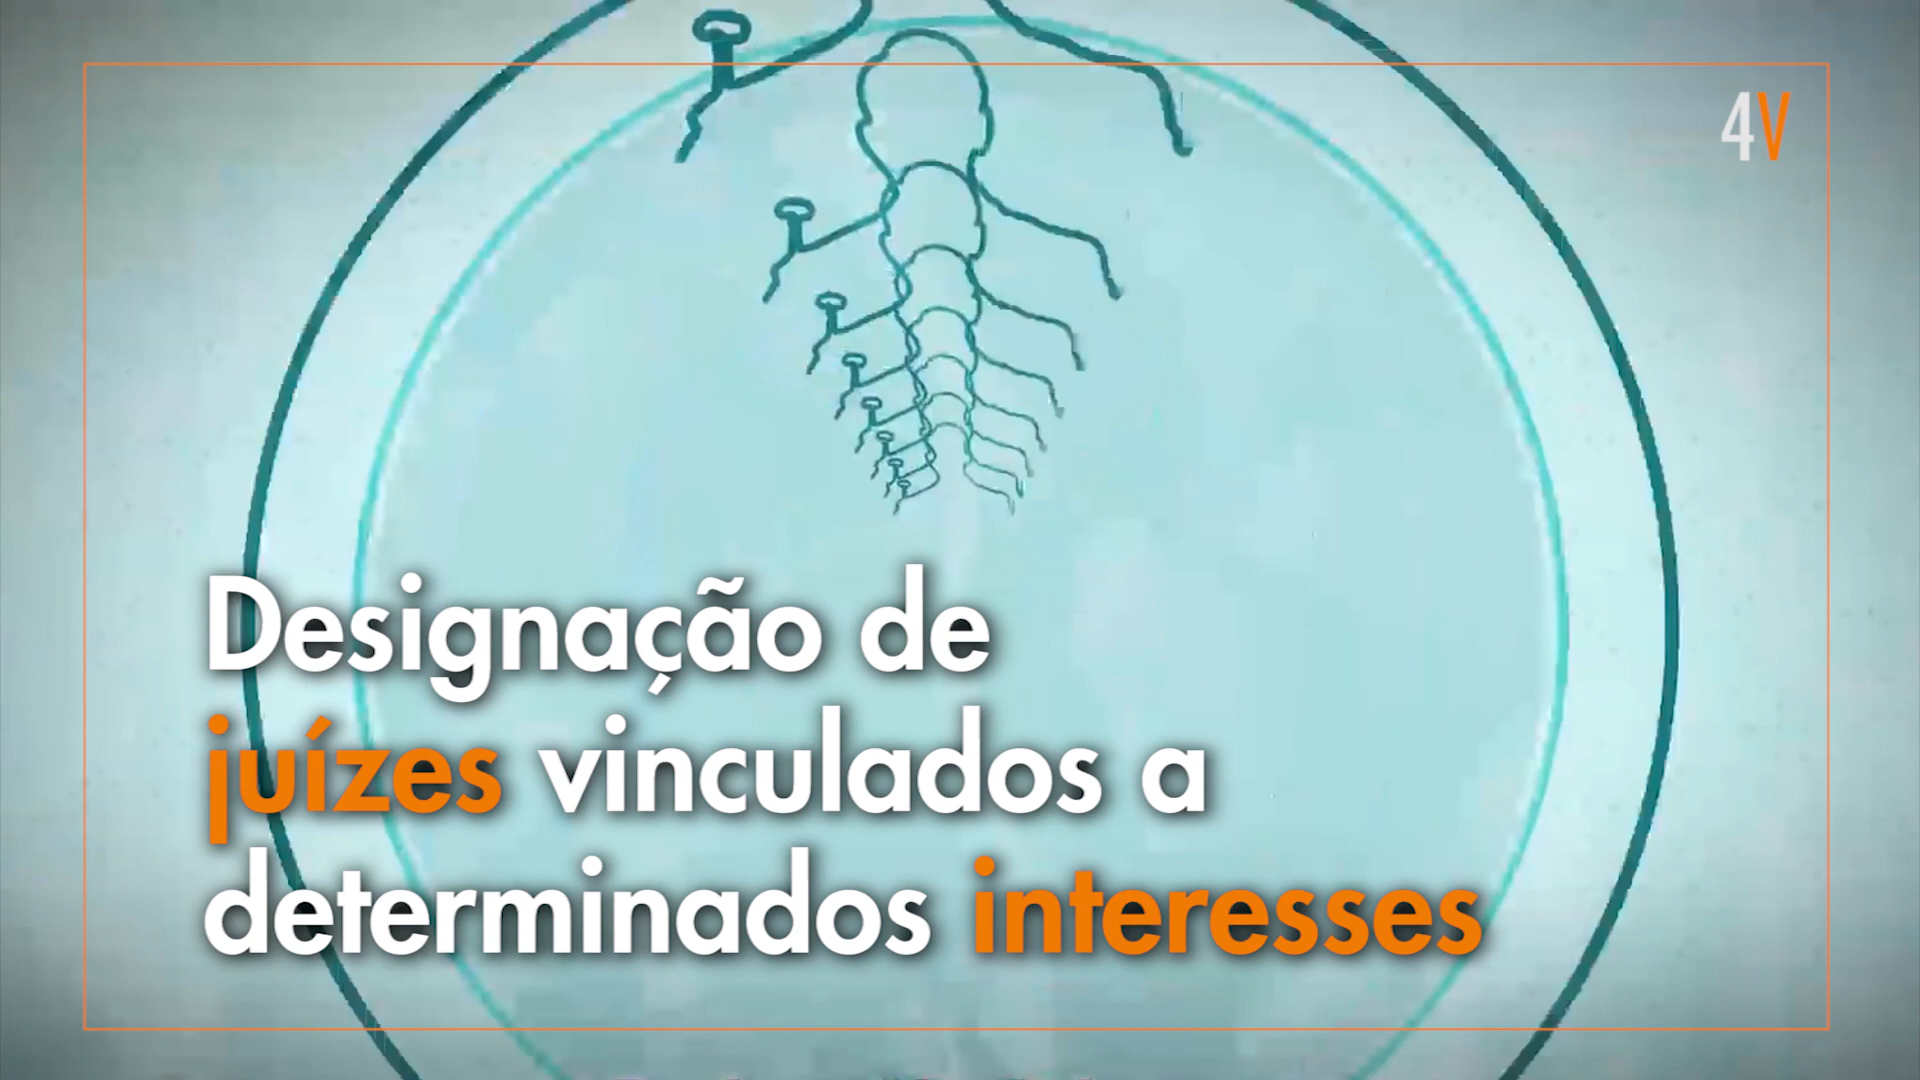 4V
Designação de
juízes vinculados a
determinados interesses